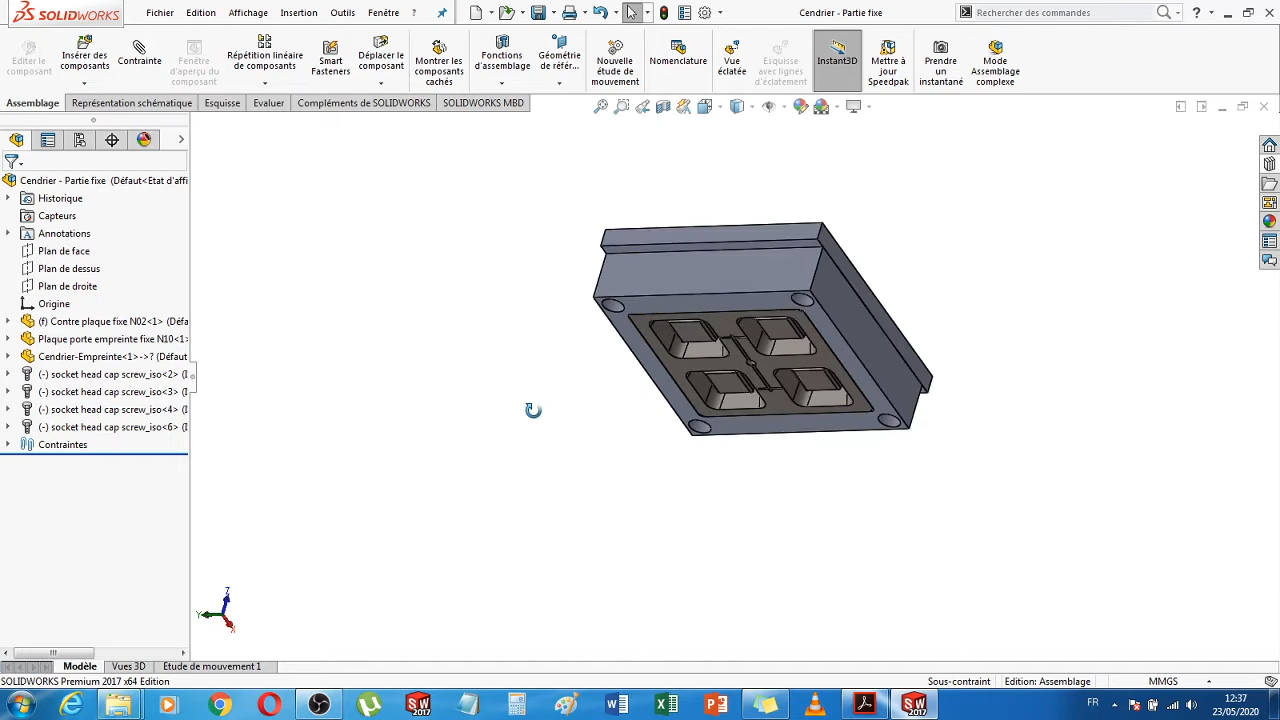 SOLIDWORKS
Fichier Edition Affichage Insertion Outils Fenêtre
Cendrier - Partie fixe
Rechercher des commandes
Editer le composant
Insérer des composants
Contrainte
Fenêtre d'aperçu du composant
Répétition linéaire de composants
Smart Fasteners
Déplacer le composant
Montrer les composants cachés
Fonctions d'assemblage
Géométrie de référ...
Nouvelle étude de mouvement
Nomenclature
Vue éclatée
Esquisse avec lignes d'éclatement
Instant3D
Mettre à jour Speedpak
Prendre un instantané
Mode Assemblage complexe
Assemblage Représentation schématique Esquisse Evaluer Compléments de SOLIDWORKS SOLIDWORKS MBD
Cendrier - Partie fixe (Défaut<Etat d'affi
Historique
Capteurs
Annotations
Plan de face
Plan de dessus
Plan de droite
Origine
(f) Contre plaque fixe N02<1> (Défa
Plaque porte empreinte fixe N10<1>
Cendrier-Empreinte<1>->? (Défaut
(-) socket head cap screw_iso<2> (I
(-) socket head cap screw_iso<3> (I
(-) socket head cap screw_iso<4> (I
(-) socket head cap screw_iso<6> (I
Contraintes
Z
Y
X
Modèle Vues 3D Etude de mouvement 1
SOLIDWORKS Premium 2017 x64 Edition
Sous-contraint Edition: Assemblage MMGS
FR
12:37
23/05/2020